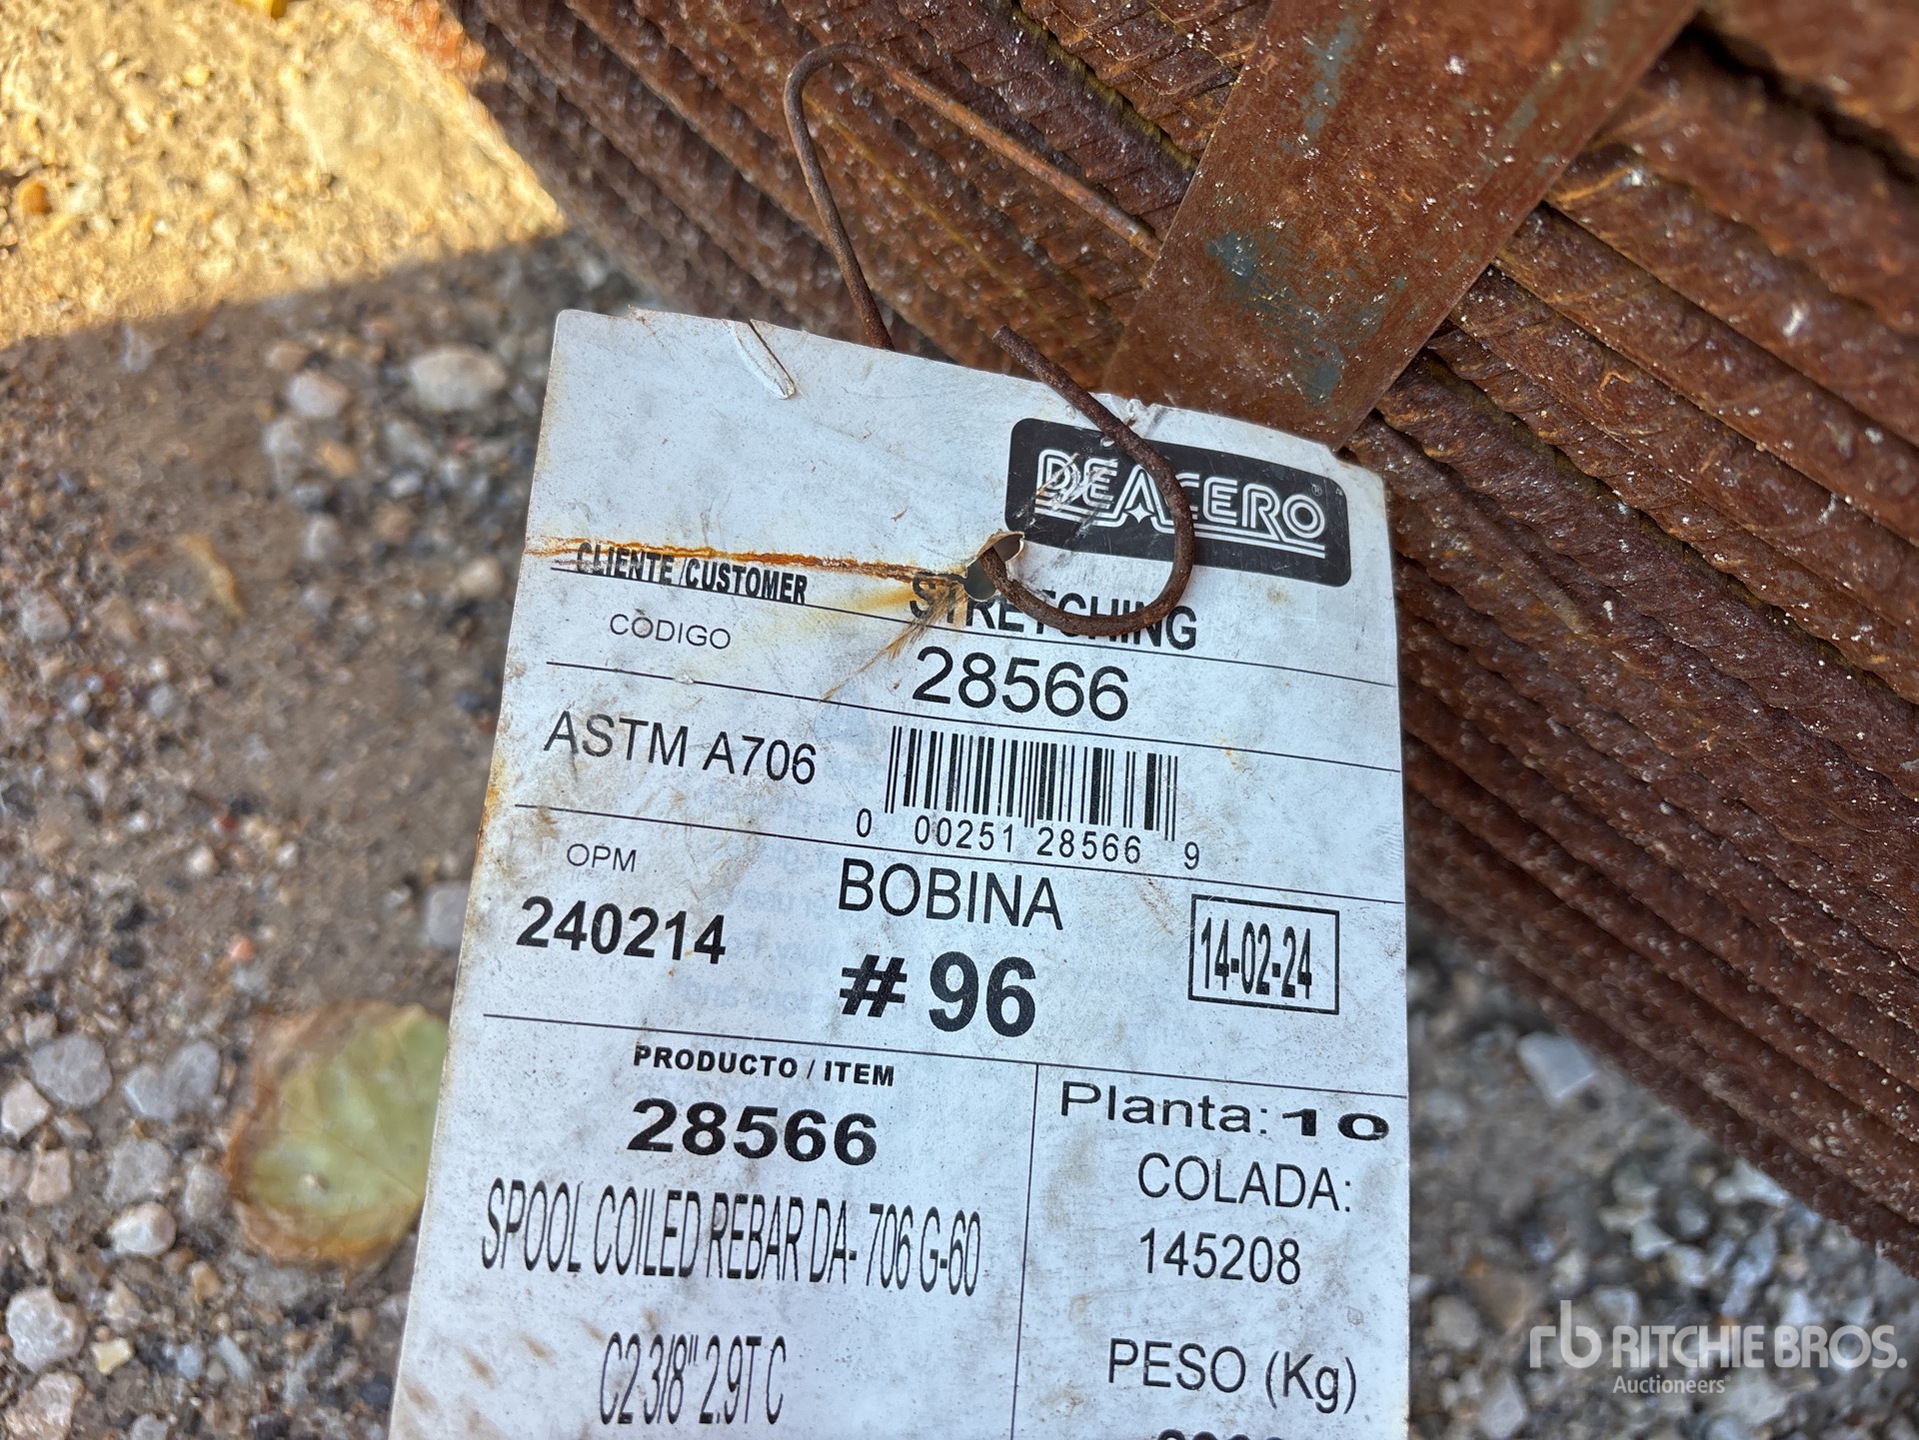 DEACERO®
CLIENTE/CUSTOMER STRETCHING
CÒDIGO 28566
ASTM A706
0 00251 28566 9
OPM BOBINA
240214 # 96 14-02-24
PRODUCTO / ITEM
28566
SPOOL COILED REBAR DA- 706 G-60
C2 3/8" 2.9T C
Planta: 10
COLADA:
145208
PESO (Kg)
rb RITCHIE BROS.
Auctioneers